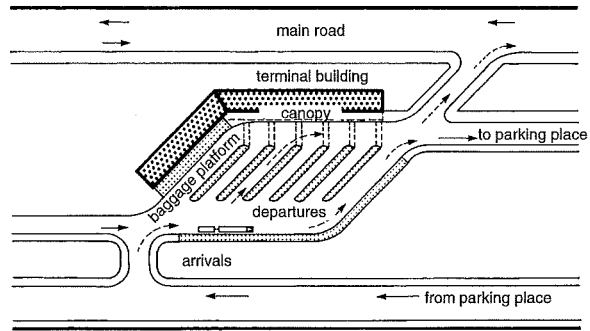 main road
terminal building
canopy
to parking place
baggage platform
departures
arrivals
from parking place